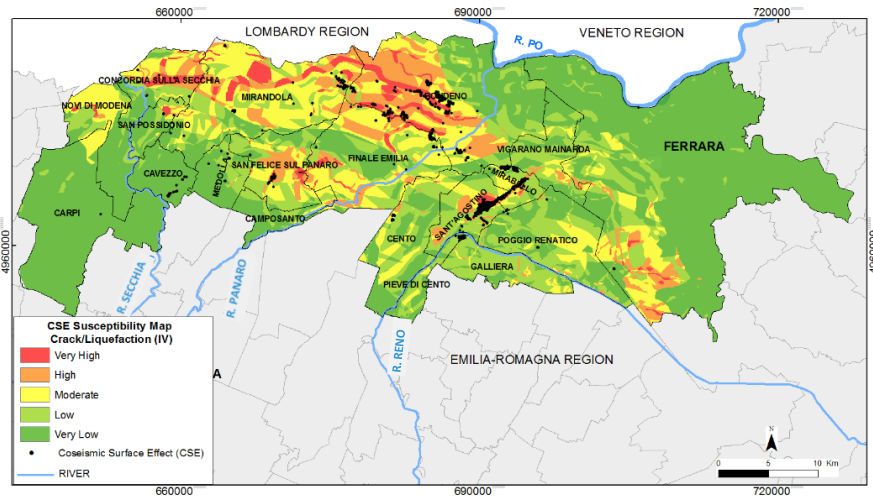 660000
690000
720000
LOMBARDY REGION
VENETO REGION
R. PO
CONCORDIA SULLA SECCHIA
MIRANDOLA
BONDENO
NOVI DI MODENA
SAN POSSIDONIO
VIGARANO MAINARDA
FERRARA
FINALE EMILIA
SAN FELICE SUL PANARO
CAVEZZO
MEDOLLA
MIRABELLO
CARPI
CAMPOSANTO
SANT'AGOSTINO
CENTO
POGGIO RENATICO
GALLIERA
PIEVE DI CENTO
4960000
4960000
R. SECCHIA
R. PANARO
R. RENO
EMILIA-ROMAGNA REGION
A
CSE Susceptibility Map
Crack/Liquefaction (IV)
Very High
High
Moderate
Low
Very Low
Coseismic Surface Effect (CSE)
RIVER
N
0 5 10 Km
660000
690000
720000